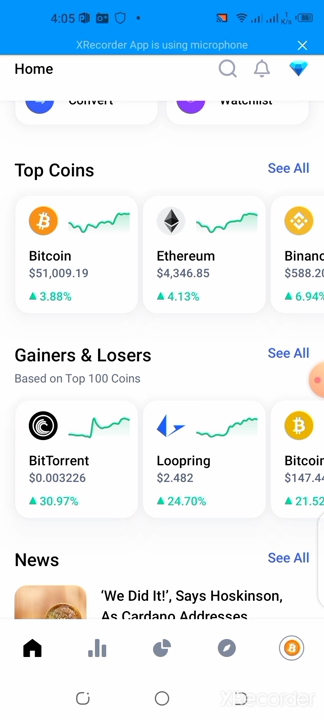 4:05
XRecorder App is using microphone
Home
Convert
Watchlist
Top Coins
See All
Bitcoin
$51,009.19
▲ 3.88%
Ethereum
$4,346.85
▲ 4.13%
Binanc
$588.20
▲ 6.94%
Gainers & Losers
See All
Based on Top 100 Coins
BitTorrent
$0.003226
▲ 30.97%
Loopring
$2.482
▲ 24.70%
Bitcoin
$147.44
▲ 21.52
News
See All
‘We Did It!’, Says Hoskinson,
As Cardano Addresses
XRecorder